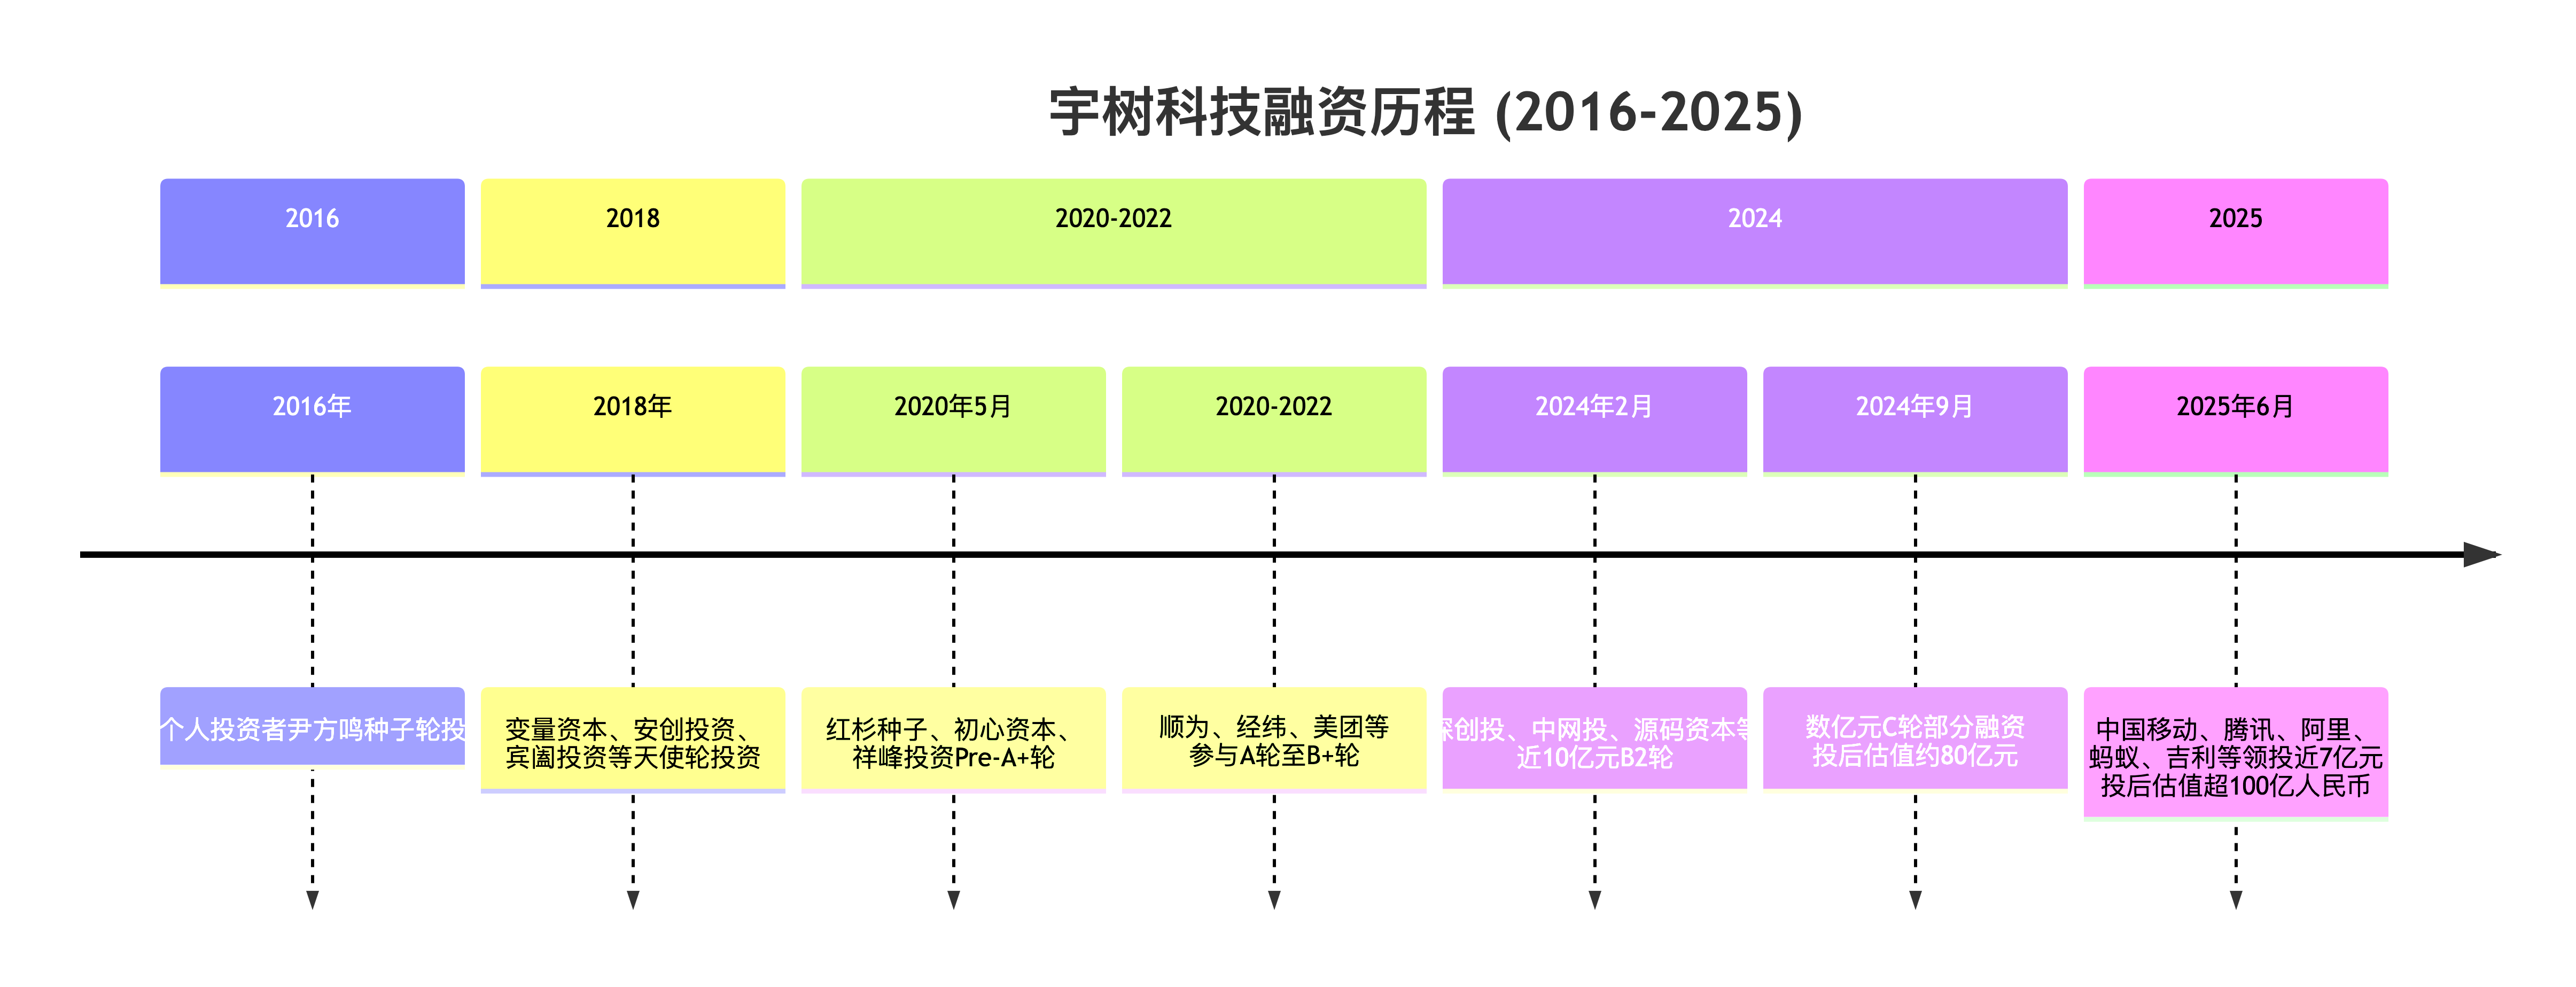 宇树科技融资历程 (2016-2025)
2016
2018
2020-2022
2024
2025
2016年
2018年
2020年5月
2020-2022
2024年2月
2024年9月
2025年6月
个人投资者尹方鸣种子轮投
变量资本、安创投资、
宾阖投资等天使轮投资
红杉种子、初心资本、
祥峰投资Pre-A+轮
顺为、经纬、美团等
参与A轮至B+轮
深创投、中网投、源码资本等
近10亿元B2轮
数亿元C轮部分融资
投后估值约80亿元
中国移动、腾讯、阿里、
蚂蚁、吉利等领投近7亿元
投后估值超100亿人民币